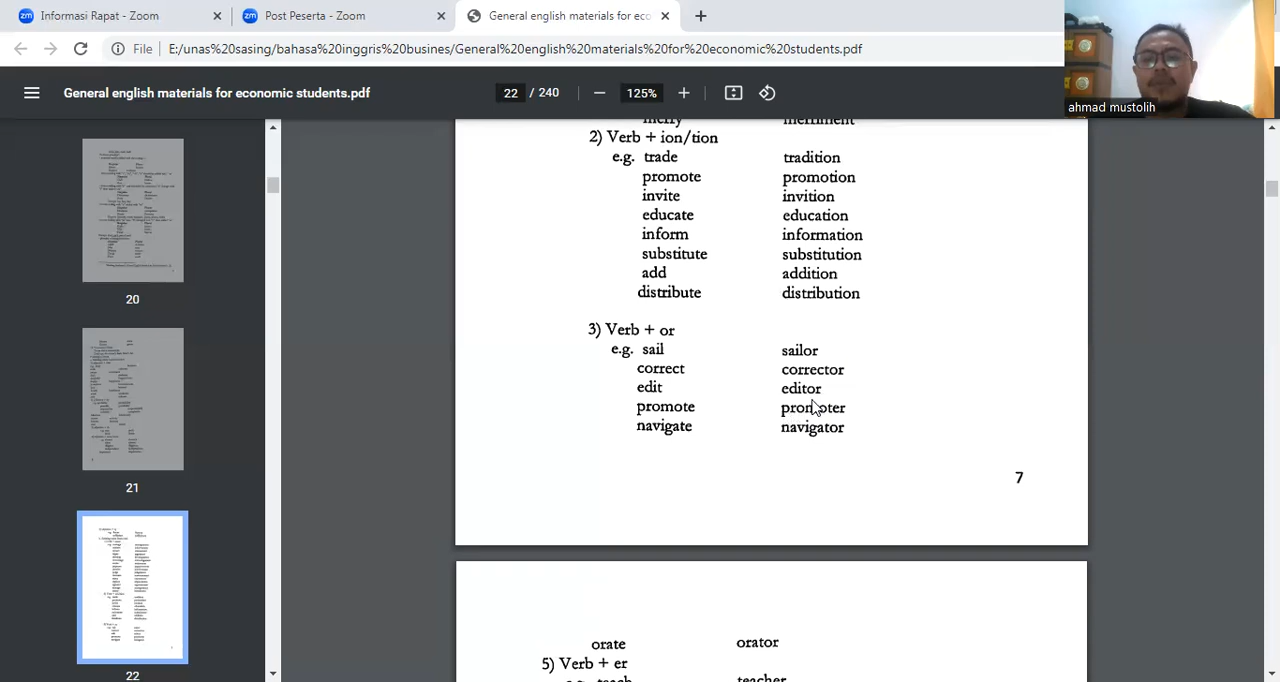 Informasi Rapat - Zoom
Post Peserta - Zoom
General english materials for eco
File E:/unas%20sasing/bahasa%20inggris%20busines/General%20english%20materials%20for%20economic%20students.pdf
General english materials for economic students.pdf
22 / 240
125%
ahmad mustolih
20
21
22
merry merriment
2) Verb + ion/tion
e.g. trade tradition
promote promotion
invite invition
educate education
inform information
substitute substitution
add addition
distribute distribution
3) Verb + or
e.g. sail sailor
correct corrector
edit editor
promote promoter
navigate navigator
7
orate orator
5) Verb + er
e.g. teach teacher